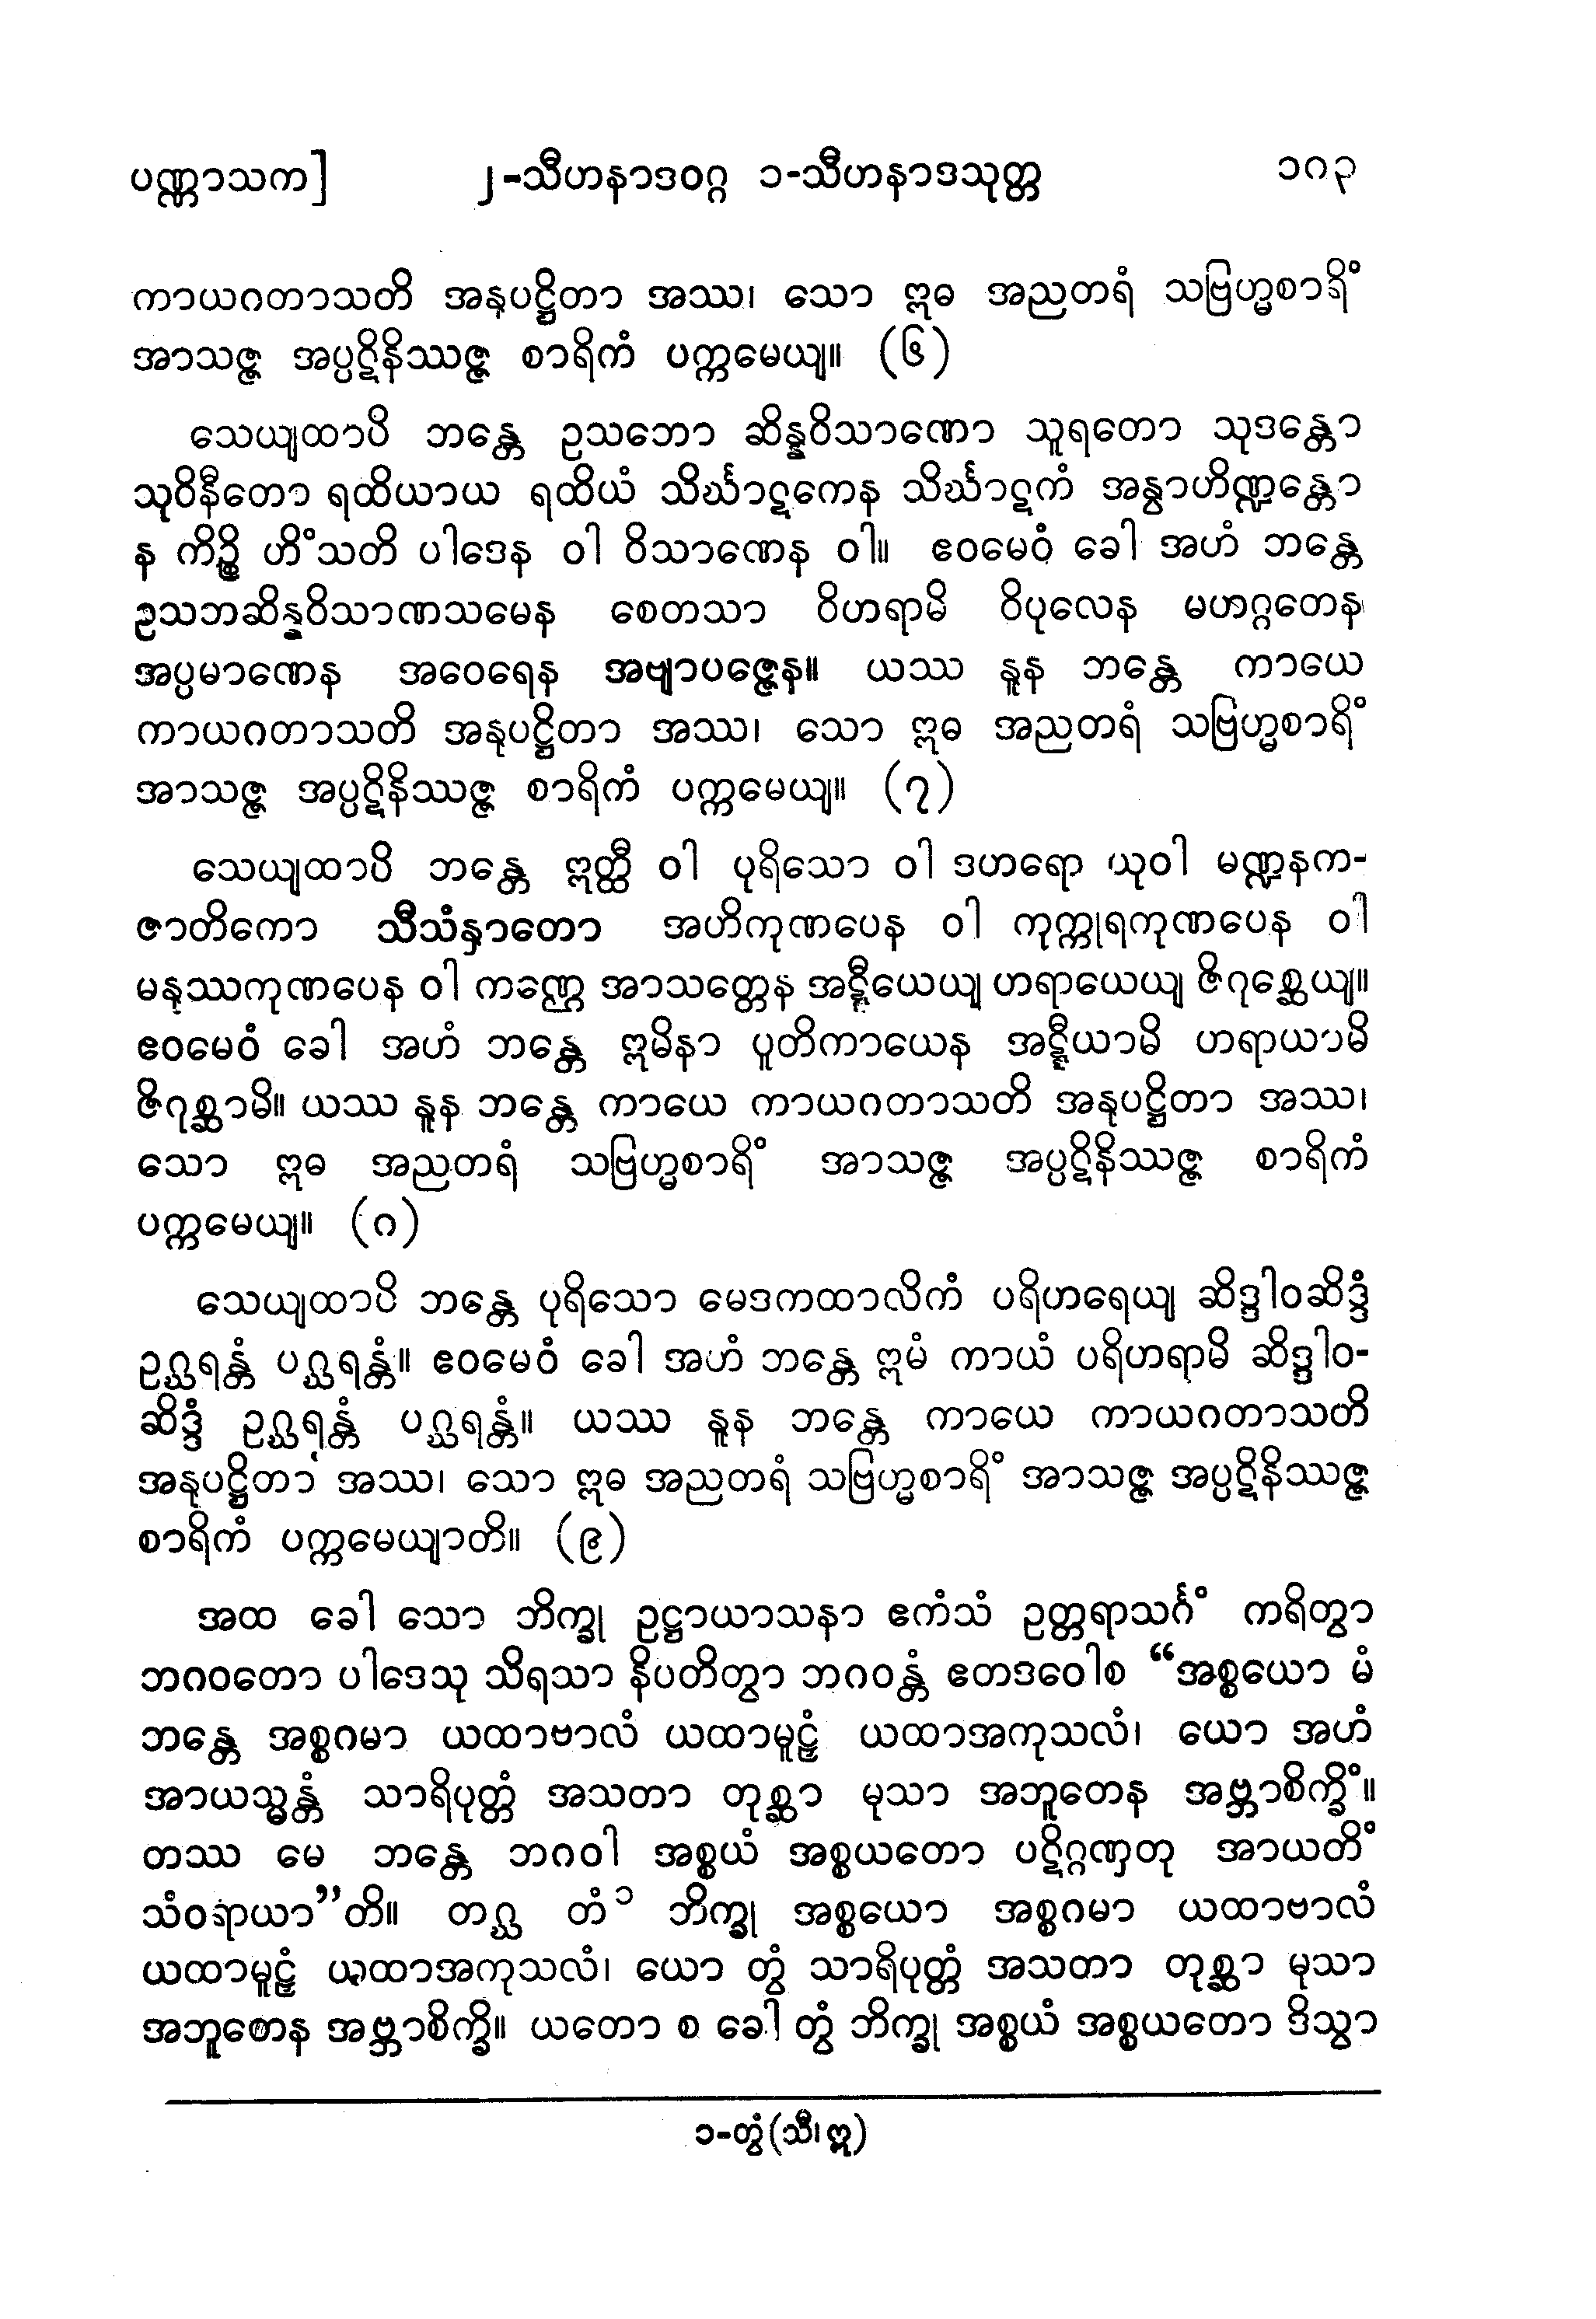 ပဏ္ဏာသက] ၂-သီဟနာဒဝဂ္ဂ ၁-သီဟနာဒသုတ္တ ၁၈၃
ကာယဂတာသတိ အနုပဋ္ဌိတာ အဿ၊ သော ဣဓ အညတရံ သဗြဟ္မစာရိံ
အာသဇ္ဇ အပ္ပဋိနိဿဇ္ဇ စာရိကံ ပက္ကမေယျ။ (၆)
သေယျထာပိ ဘန္တေ ဥသဘော ဆိန္နဝိသာဏော သူရတော သုဒန္တော
သုဝိနီတော ရထိယာယ ရထိယံ သိင်္ဃာဋကေန သိင်္ဃာဋကံ အနွာဟိဏ္ဍန္တော
န ကိဉ္စိ ဟိံသတိ ပါဒေန ဝါ ဝိသာဏေန ဝါ။ ဧဝမေဝံ ခေါ အဟံ ဘန္တေ
ဥသဘဆိန္နဝိသာဏသမေန စေတသာ ဝိဟရာမိ ဝိပုလေန မဟဂ္ဂတေန
အပ္ပမာဏေန အဝေရေန အဗျာပဇ္ဇေန။ ယဿ နူန ဘန္တေ ကာယေ
ကာယဂတာသတိ အနုပဋ္ဌိတာ အဿ၊ သော ဣဓ အညတရံ သဗြဟ္မစာရိံ
အာသဇ္ဇ အပ္ပဋိနိဿဇ္ဇ စာရိကံ ပက္ကမေယျ။ (၇)
သေယျထာပိ ဘန္တေ ဣတ္ထီ ဝါ ပုရိသော ဝါ ဒဟရော ယုဝါ မဏ္ဍနက-
ဇာတိကော သီသံနှာတော အဟိကုဏပေန ဝါ ကုက္ကုရကုဏပေန ဝါ
မနုဿကုဏပေန ဝါ ကဏ္ဌေ အာသတ္တေန အဋ္ဋီယေယျ ဟရာယေယျ ဇိဂုစ္ဆေယျ။
ဧဝမေဝံ ခေါ အဟံ ဘန္တေ ဣမိနာ ပူတိကာယေန အဋ္ဋီယာမိ ဟရာယာမိ
ဇိဂုစ္ဆာမိ။ ယဿ နူန ဘန္တေ ကာယေ ကာယဂတာသတိ အနုပဋ္ဌိတာ အဿ၊
သော ဣဓ အညတရံ သဗြဟ္မစာရိံ အာသဇ္ဇ အပ္ပဋိနိဿဇ္ဇ စာရိကံ
ပက္ကမေယျ။ (၈)
သေယျထာပိ ဘန္တေ ပုရိသော မေဒကထာလိကံ ပရိဟရေယျ ဆိဒ္ဒါဝဆိဒ္ဒံ
ဥဂ္ဃရန္တံ ပဂ္ဃရန္တံ။ ဧဝမေဝံ ခေါ အဟံ ဘန္တေ ဣမံ ကာယံ ပရိဟရာမိ ဆိဒ္ဒါဝ-
ဆိဒ္ဒံ ဥဂ္ဃရန္တံ ပဂ္ဃရန္တံ။ ယဿ နူန ဘန္တေ ကာယေ ကာယဂတာသတိ
အနုပဋ္ဌိတာ အဿ၊ သော ဣဓ အညတရံ သဗြဟ္မစာရိံ အာသဇ္ဇ အပ္ပဋိနိဿဇ္ဇ
စာရိကံ ပက္ကမေယျာတိ။ (၉)
အထ ခေါ သော ဘိက္ခု ဥဋ္ဌာယာသနာ ဧကံသံ ဥတ္တရာသင်္ဂံ ကရိတွာ
ဘဂဝတော ပါဒေသု သိရသာ နိပတိတွာ ဘဂဝန္တံ ဧတဒဝေါစ “အစ္စယော မံ
ဘန္တေ အစ္စဂမာ ယထာဗာလံ ယထာမူဠှံ ယထာအကုသလံ၊ ယော အဟံ
အာယသ္မန္တံ သာရိပုတ္တံ အသတာ တုစ္ဆာ မုသာ အဘူတေန အဗ္ဘာစိက္ခိံ။
တဿ မေ ဘန္တေ ဘဂဝါ အစ္စယံ အစ္စယတော ပဋိဂ္ဂဏှတု အာယတိံ
သံဝရာယာ”တိ။ တဂ္ဃ တံ ၁ ဘိက္ခု အစ္စယော အစ္စဂမာ ယထာဗာလံ
ယထာမူဠှံ ယထာအကုသလံ၊ ယော တွံ သာရိပုတ္တံ အသတာ တုစ္ဆာ မုသာ
အဘူတေန အဗ္ဘာစိက္ခိ။ ယတော စ ခေါ တွံ ဘိက္ခု အစ္စယံ အစ္စယတော ဒိသွာ
၁-တွံ(သီ၊ ဣ)